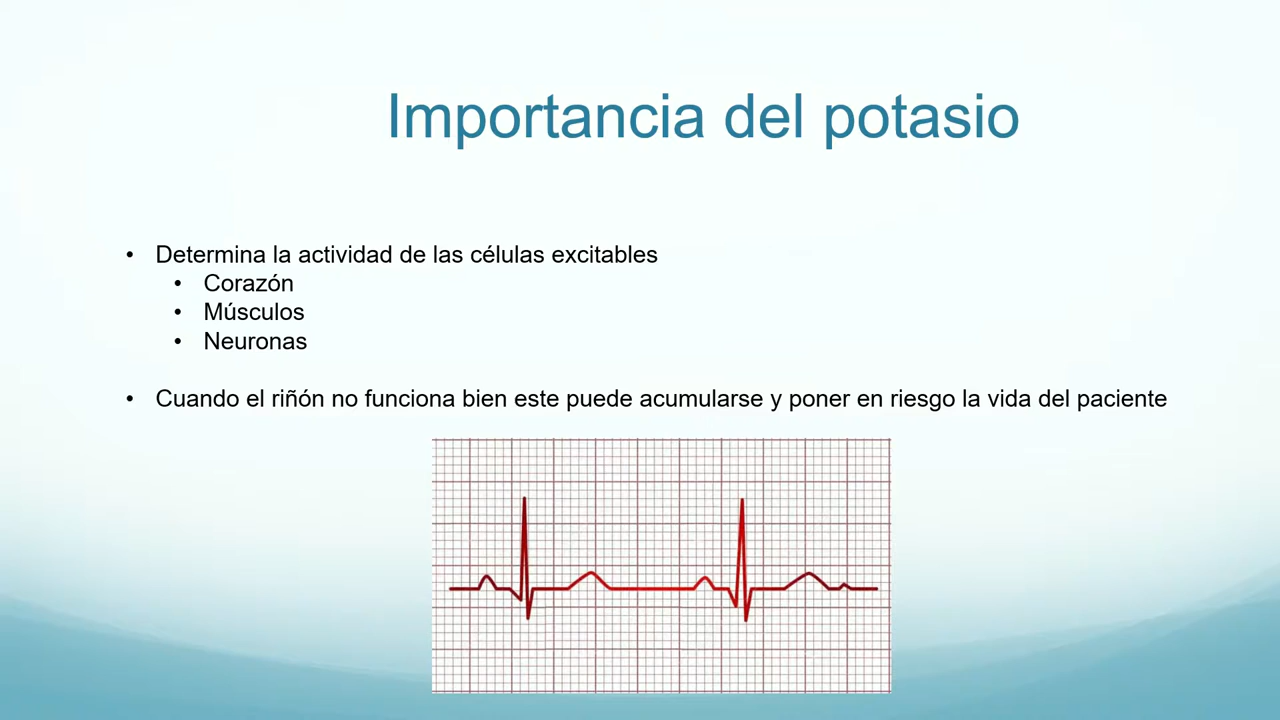 Importancia del potasio
• Determina la actividad de las células excitables
• Corazón
• Músculos
• Neuronas
• Cuando el riñón no funciona bien este puede acumularse y poner en riesgo la vida del paciente